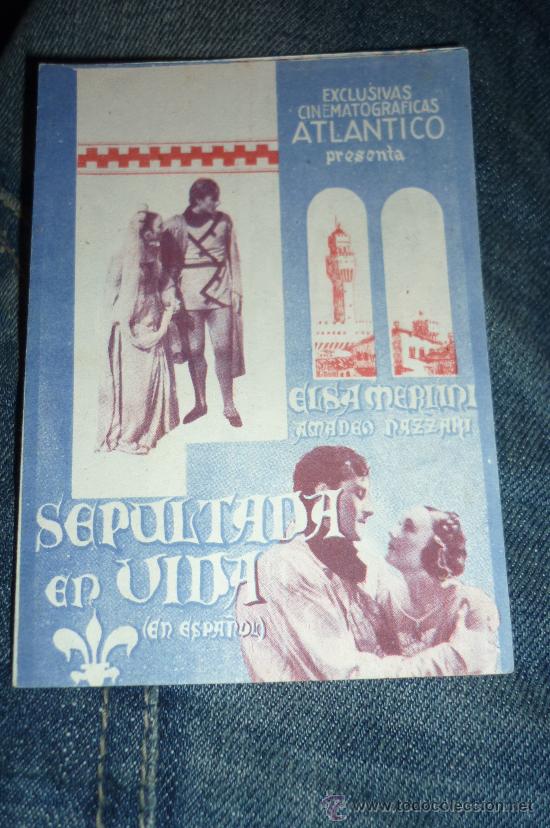 EXCLUSIVAS
CINEMATOGRAFICAS
ATLANTICO
presenta
ELSA MERLINI
AMADEO NAZZARI
SEPULTADA
EN VIDA
(EN ESPAÑOL)
www.todocoleccion.net